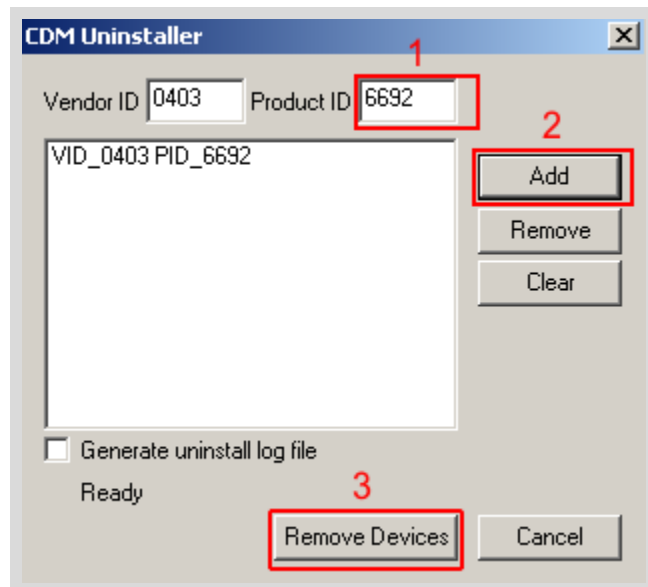 CDM Uninstaller
1
Vendor ID 0403 Product ID 6692
2
VID_0403 PID_6692
Add
Remove
Clear
Generate uninstall log file
Ready
3
Remove Devices Cancel